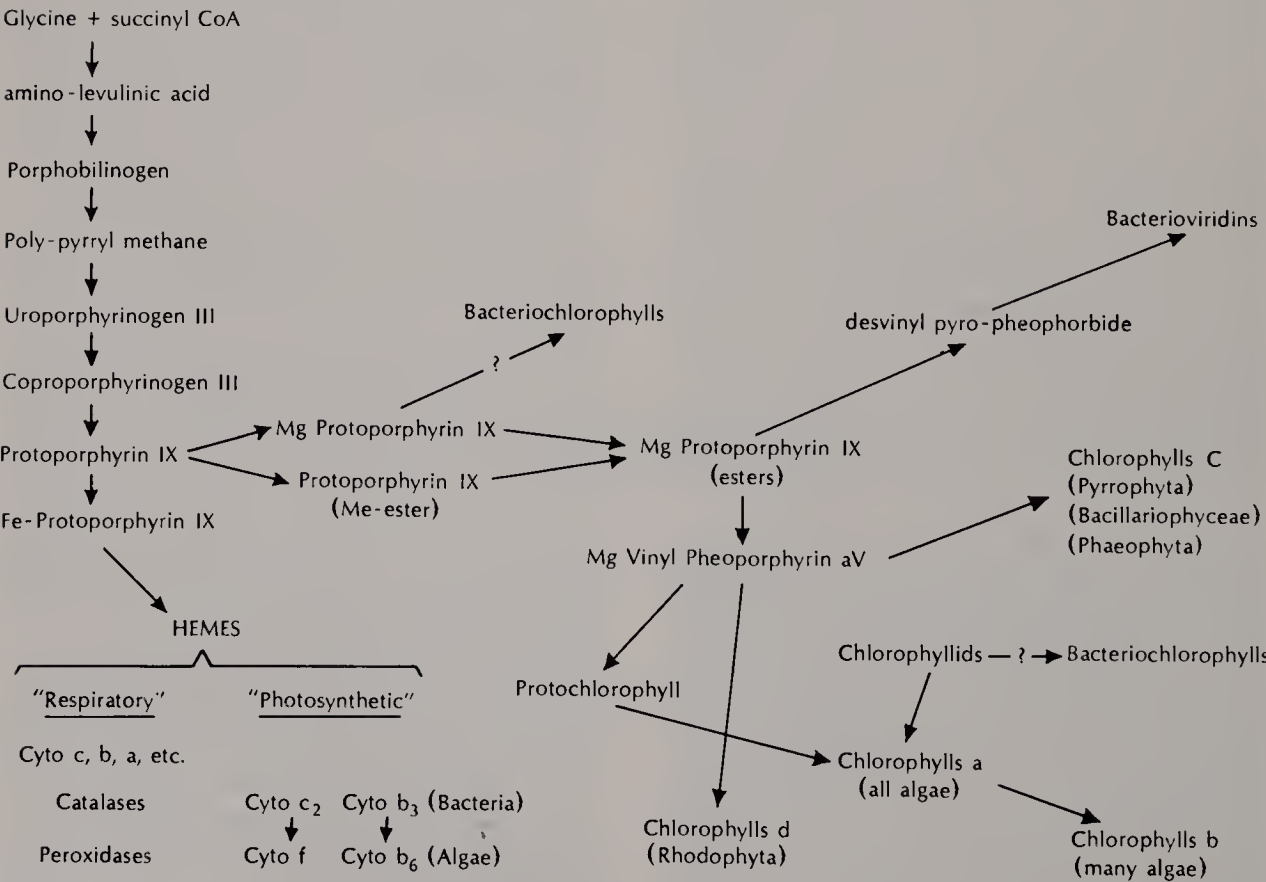 Glycine + succinyl CoA
amino-levulinic acid
Porphobilinogen
Poly-pyrryl methane
Uroporphyrinogen III
Coproporphyrinogen III
Protoporphyrin IX
Fe-Protoporphyrin IX
Mg Protoporphyrin IX
Protoporphyrin IX
(Me-ester)
Bacteriochlorophylls
?
Mg Protoporphyrin IX
(esters)
desvinyl pyro-pheophorbide
Bacterioviridins
Mg Vinyl Pheoporphyrin aV
Chlorophylls C
(Pyrrophyta)
(Bacillariophyceae)
(Phaeophyta)
Protochlorophyll
Chlorophyllids — ? → Bacteriochlorophylls
Chlorophylls a
(all algae)
Chlorophylls d
(Rhodophyta)
Chlorophylls b
(many algae)
HEMES
"Respiratory" "Photosynthetic"
Cyto c, b, a, etc.
Catalases Cyto c₂ Cyto b₃ (Bacteria)
Peroxidases Cyto f Cyto b₆ (Algae)